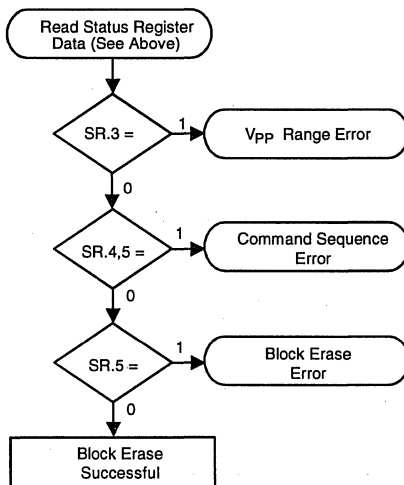 Read Status Register
Data (See Above)
SR.3 =
1
VPP Range Error
0
SR.4,5 =
1
Command Sequence
Error
0
SR.5 =
1
Block Erase
Error
0
Block Erase
Successful